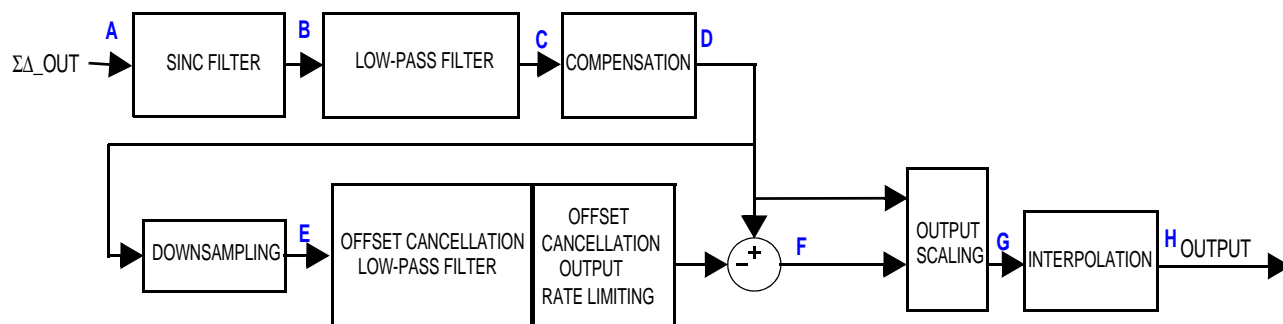 A
B
C
D
ΣΔ_OUT
SINC FILTER
LOW-PASS FILTER
COMPENSATION
DOWNSAMPLING
E
OFFSET CANCELLATION
LOW-PASS FILTER
OFFSET
CANCELLATION
OUTPUT
RATE LIMITING
+
−
F
OUTPUT
SCALING
G
INTERPOLATION
H
OUTPUT